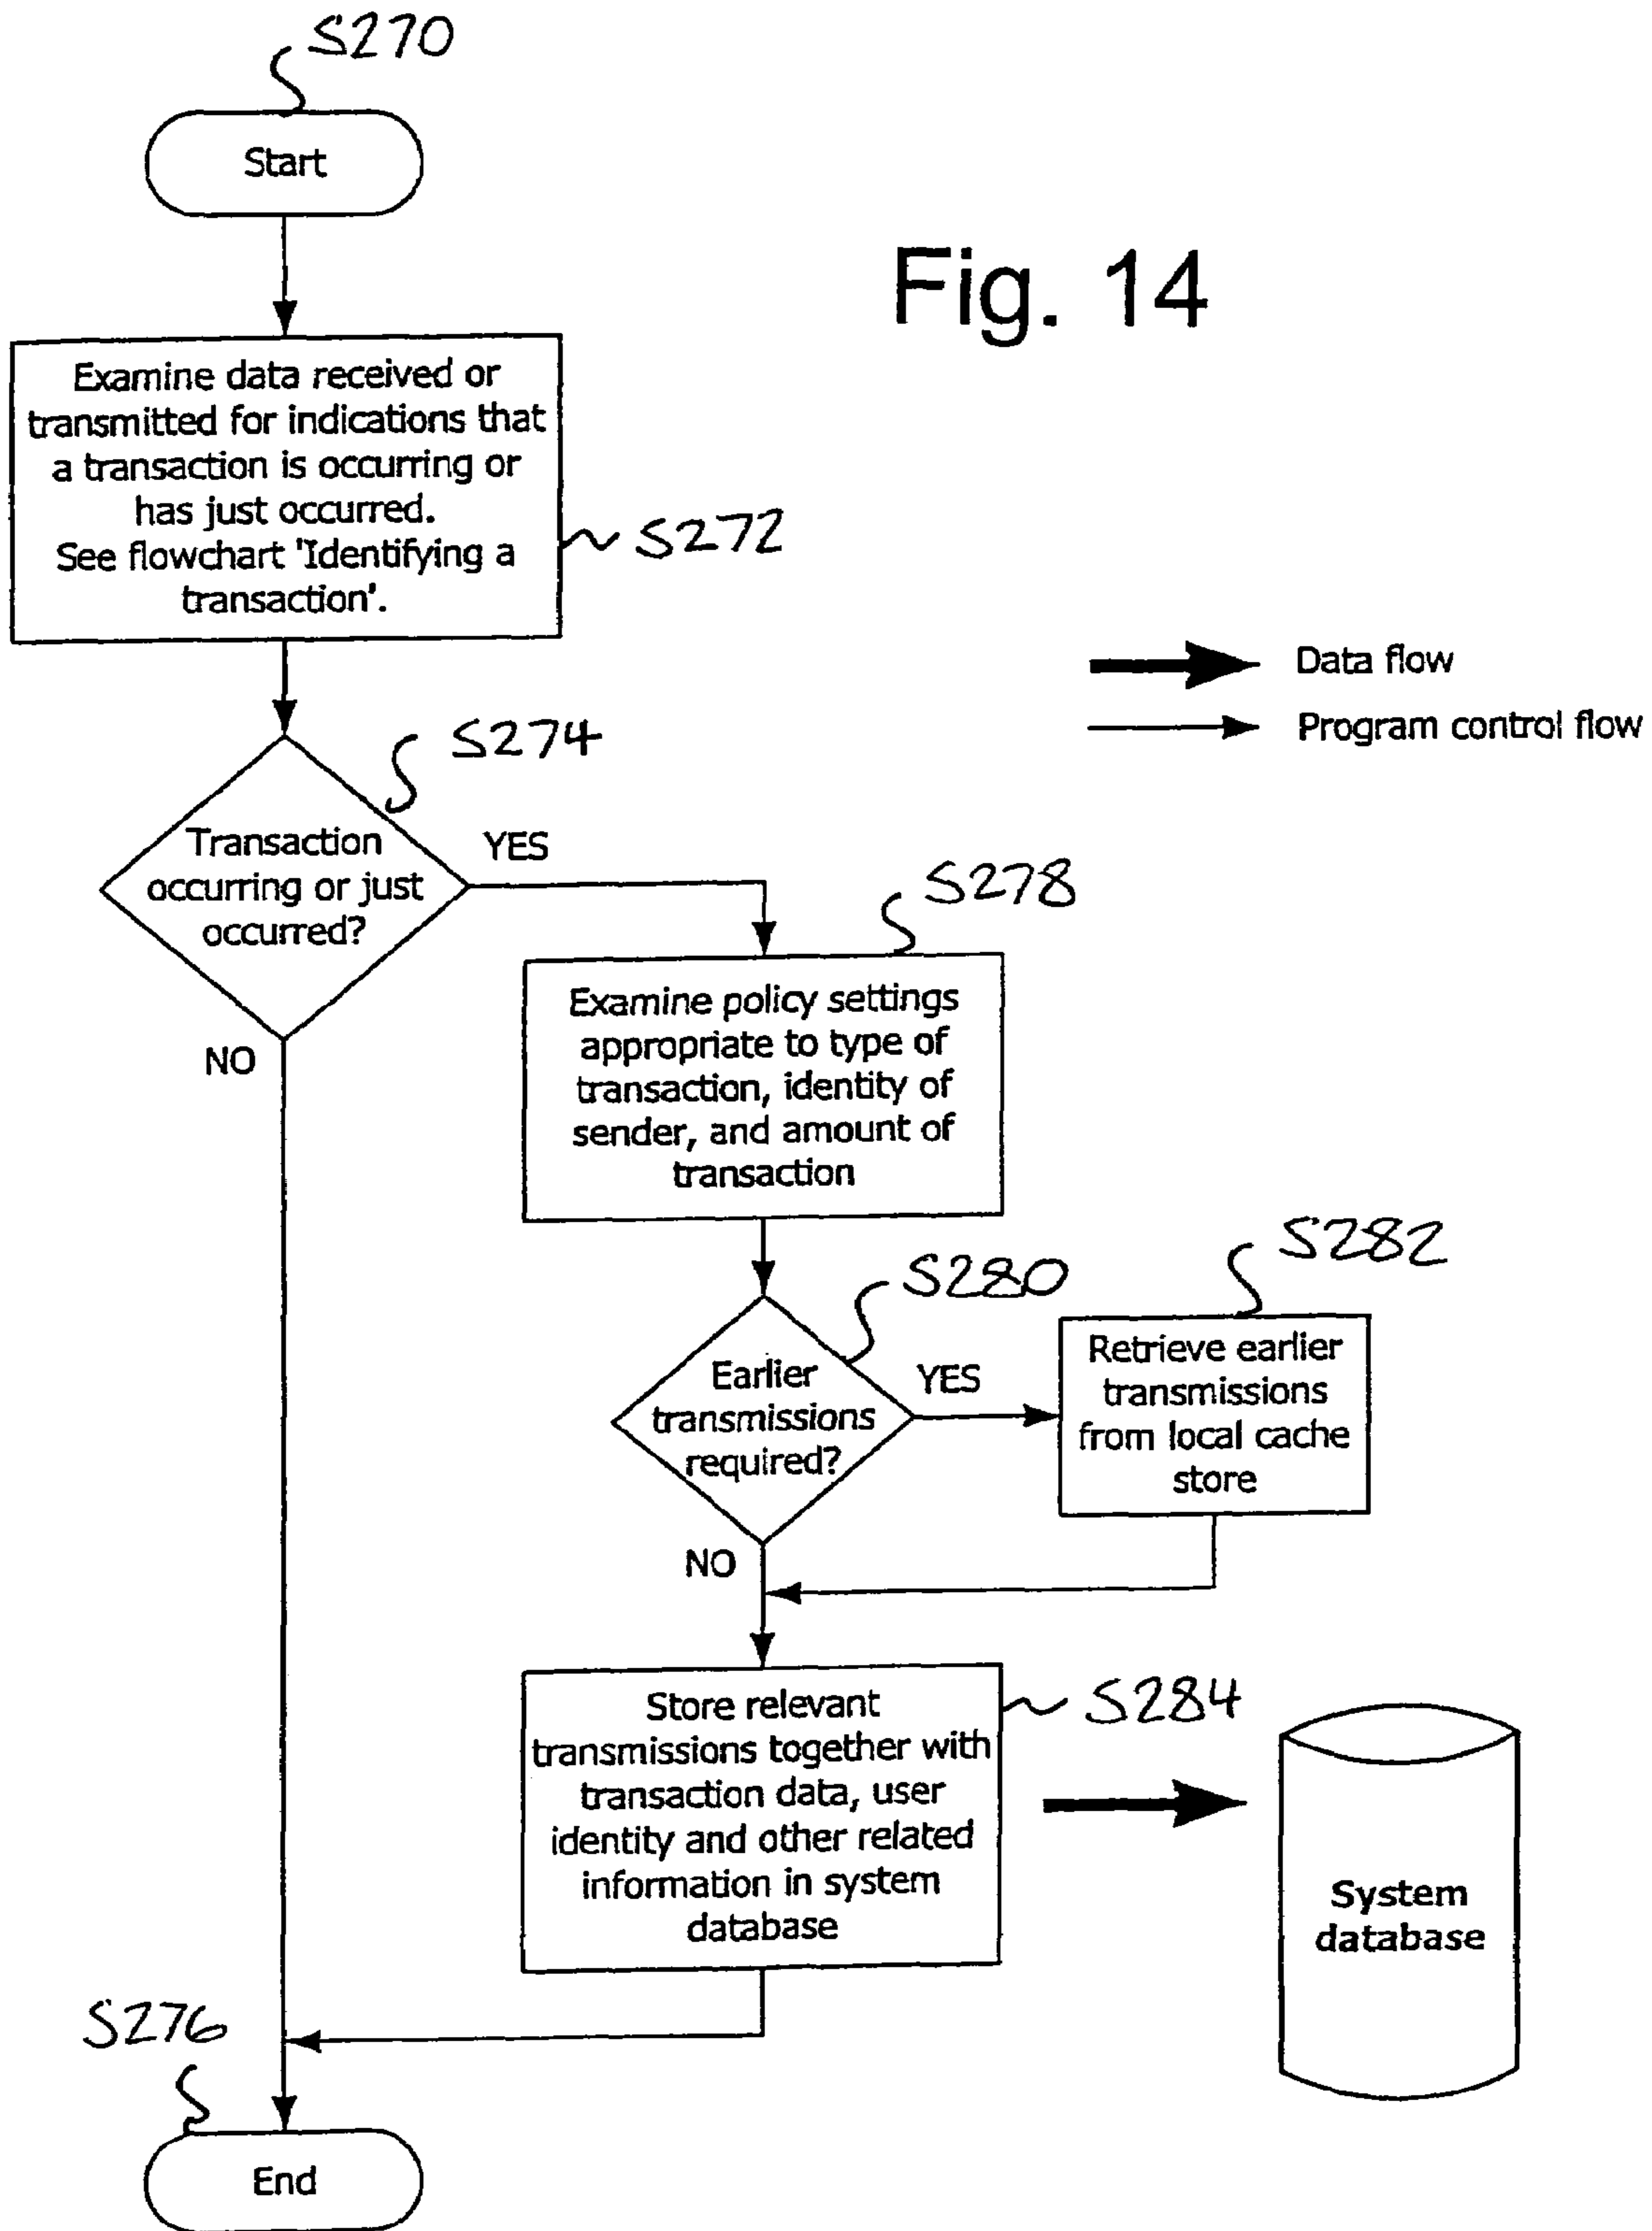 S270
Start
Fig. 14
Examine data received or
transmitted for indications that
a transaction is occurring or
has just occurred.
See flowchart 'Identifying a
transaction'.
S272
Data flow
Program control flow
S274
Transaction
occurring or just
occurred?
YES
NO
S278
Examine policy settings
appropriate to type of
transaction, identity of
sender, and amount of
transaction
S280
S282
Earlier
transmissions
required?
YES
NO
Retrieve earlier
transmissions
from local cache
store
Store relevant
transmissions together with
transaction data, user
identity and other related
information in system
database
S284
System
database
S276
End